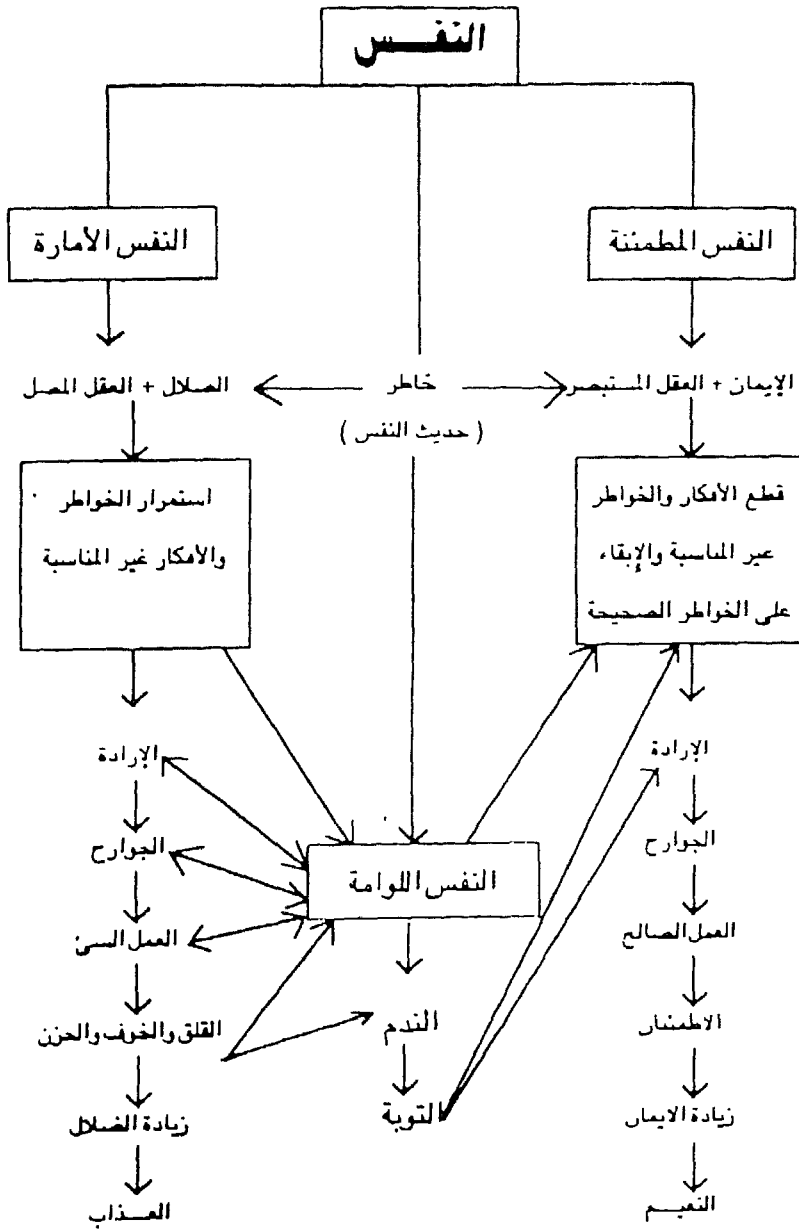 النفس
النفس المطمئنة
النفس الأمارة
الإيمان + العقل المستبصر
خاطر
الضلال + العقل المضل
(حديث النفس)
قطع الأفكار والخواطر
غير المناسبة والإبقاء
على الخواطر الصحيحة
استمرار الخواطر
والأفكار غير المناسبة
الإرادة
الإرادة
الجوارح
النفس اللوامة
الجوارح
العمل الصالح
العمل السئ
الاطمئنان
الندم
القلق والخوف والحزن
زيادة الايمان
التوبة
زيادة الضلال
النعيم
العذاب